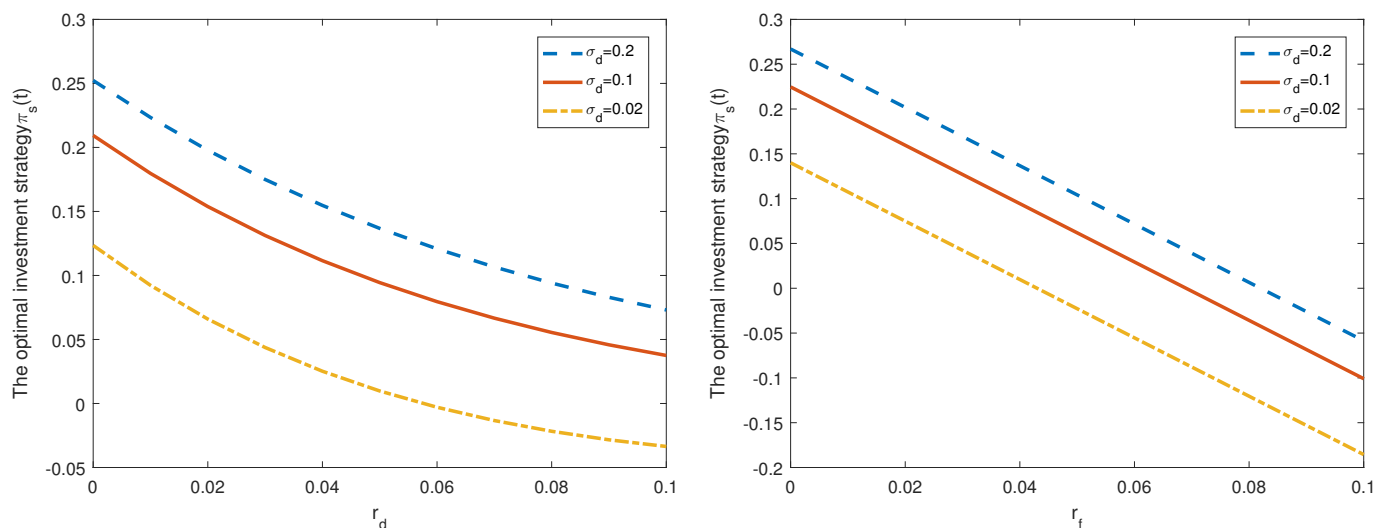 The optimal investment strategyπ_s(t)
0.3
0.25
0.2
0.15
0.1
0.05
0
-0.05
0 0.02 0.04 0.06 0.08 0.1
r_d
σ_d=0.2
σ_d=0.1
σ_d=0.02
The optimal investment strategyπ_s(t)
0.3
0.25
0.2
0.15
0.1
0.05
0
-0.05
-0.1
-0.15
-0.2
0 0.02 0.04 0.06 0.08 0.1
r_f
σ_d=0.2
σ_d=0.1
σ_d=0.02